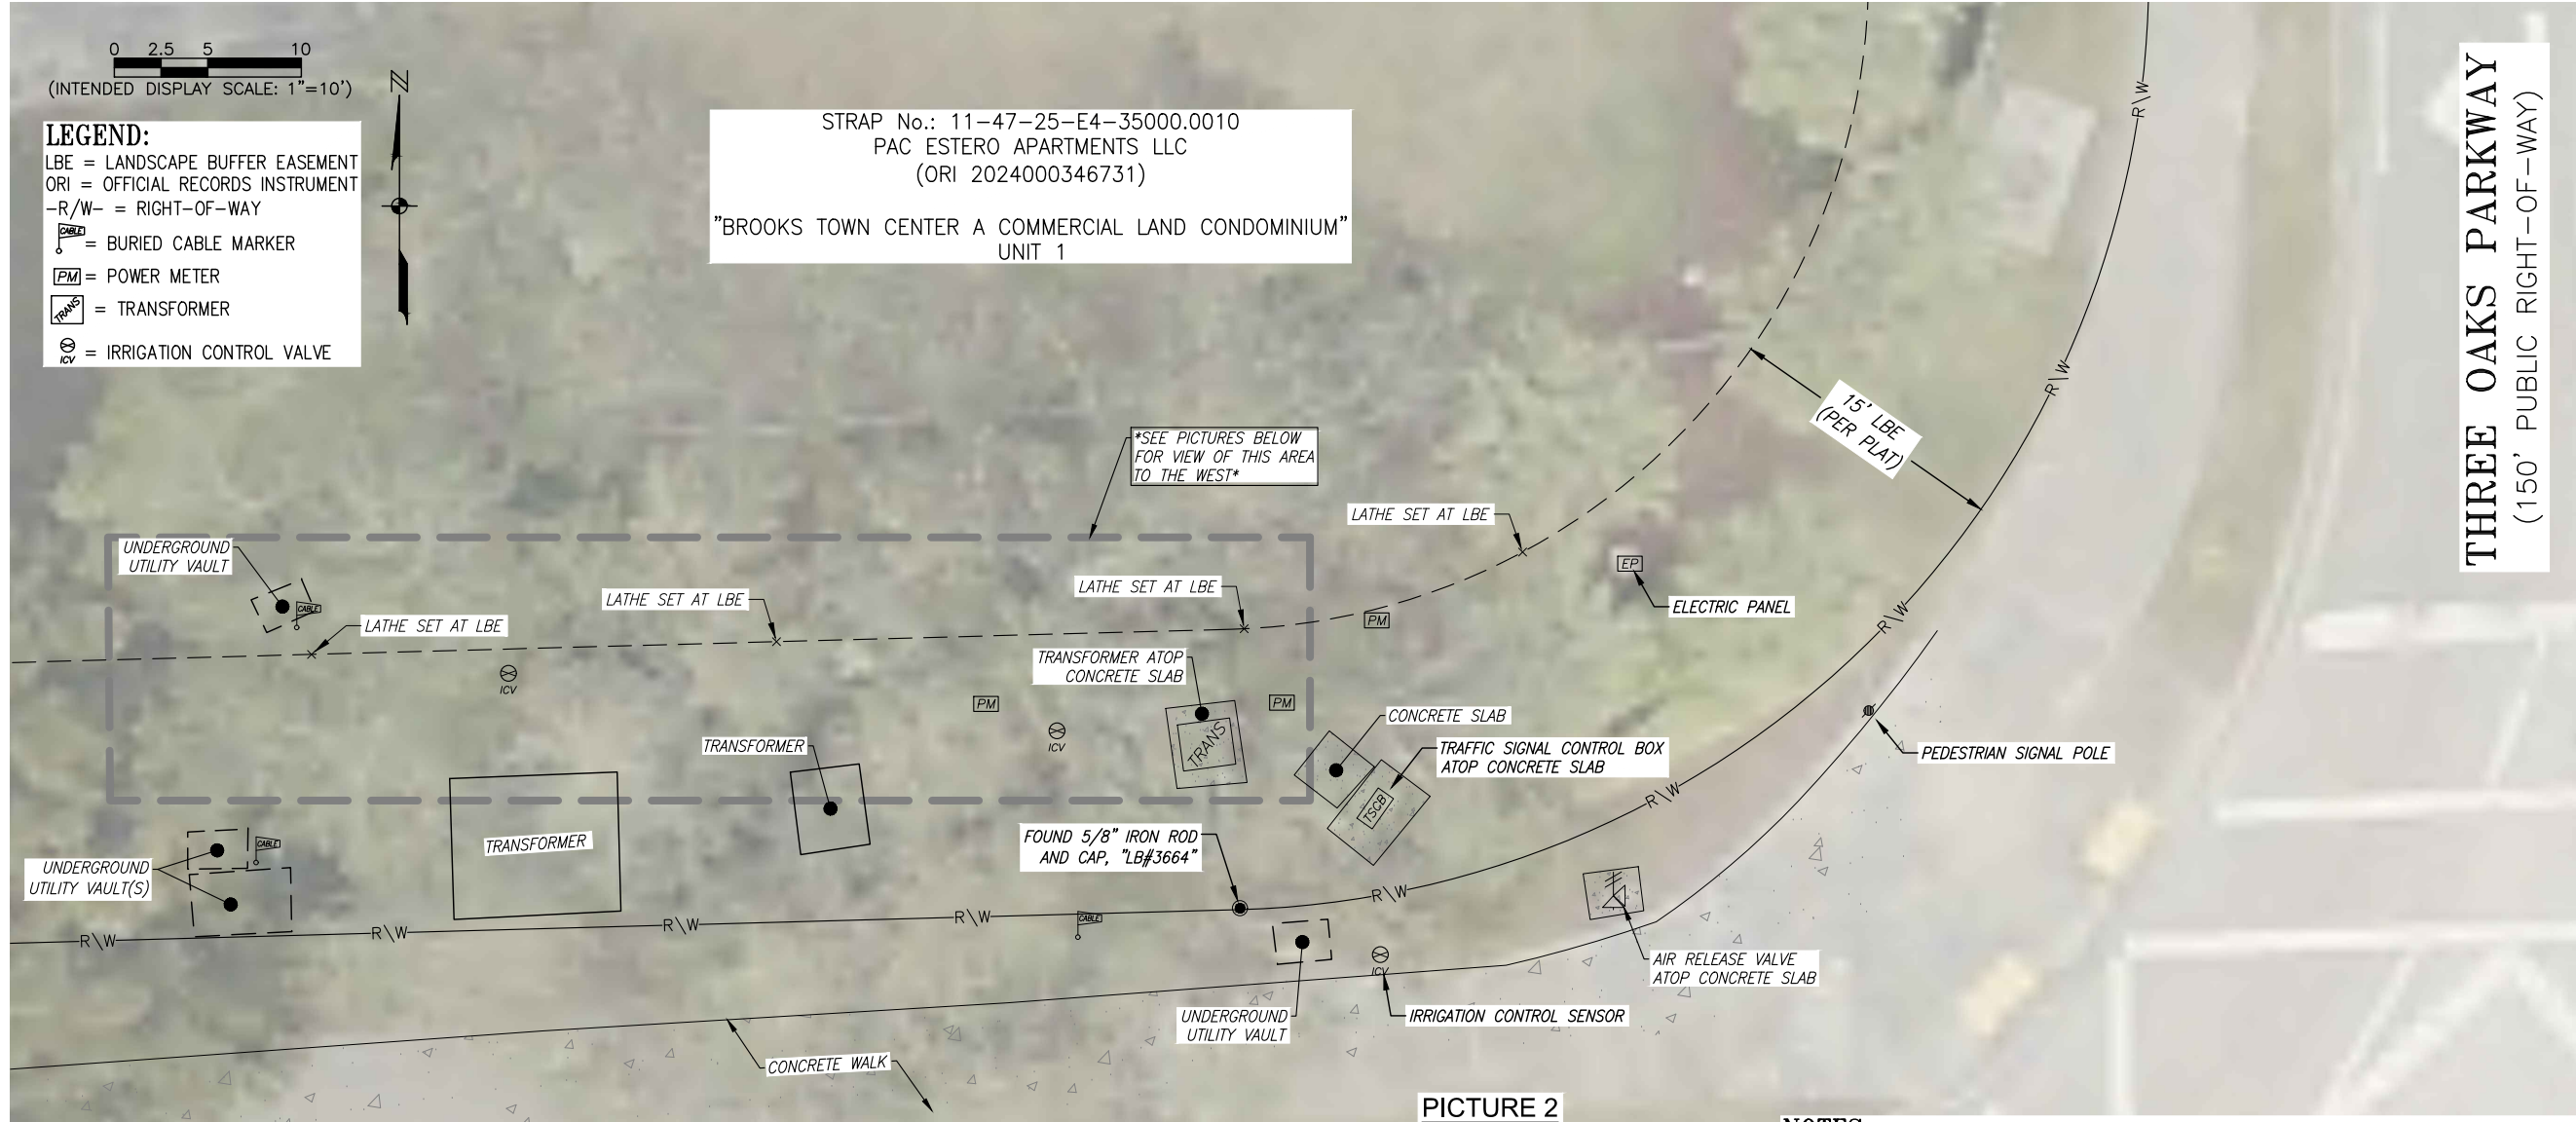 0 2.5 5 10
(INTENDED DISPLAY SCALE: 1"=10')
N
LEGEND:
LBE = LANDSCAPE BUFFER EASEMENT
ORI = OFFICIAL RECORDS INSTRUMENT
-R/W- = RIGHT-OF-WAY
CABLE = BURIED CABLE MARKER
PM = POWER METER
TRANS = TRANSFORMER
ICV = IRRIGATION CONTROL VALVE
STRAP No.: 11-47-25-E4-35000.0010
PAC ESTERO APARTMENTS LLC
(ORI 2024000346731)
"BROOKS TOWN CENTER A COMMERCIAL LAND CONDOMINIUM"
UNIT 1
THREE OAKS PARKWAY
(150' PUBLIC RIGHT-OF-WAY)
R\W
R\W
15' LBE
(PER PLAT)
*SEE PICTURES BELOW
FOR VIEW OF THIS AREA
TO THE WEST*
LATHE SET AT LBE
UNDERGROUND
UTILITY VAULT
CABLE
LATHE SET AT LBE
LATHE SET AT LBE
LATHE SET AT LBE
EP
ELECTRIC PANEL
PM
R\W
TRANSFORMER ATOP
CONCRETE SLAB
ICV
PM
PM
ICV
TRANS
CONCRETE SLAB
TRANSFORMER
TRAFFIC SIGNAL CONTROL BOX
ATOP CONCRETE SLAB
TSCB
PEDESTRIAN SIGNAL POLE
R\W
TRANSFORMER
CABLE
FOUND 5/8" IRON ROD
AND CAP, "LB#3664"
UNDERGROUND
UTILITY VAULT(S)
R\W
R\W
R\W
R\W
CABLE
R\W
ICV
AIR RELEASE VALVE
ATOP CONCRETE SLAB
UNDERGROUND
UTILITY VAULT
IRRIGATION CONTROL SENSOR
CONCRETE WALK
PICTURE 2
NOTES